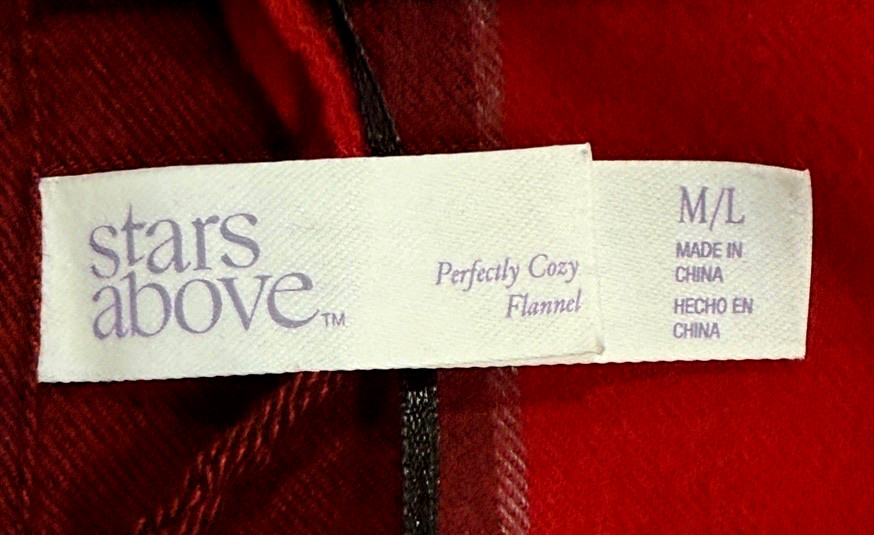 stars
above™
Perfectly Cozy
Flannel
M/L
MADE IN
CHINA
HECHO EN
CHINA